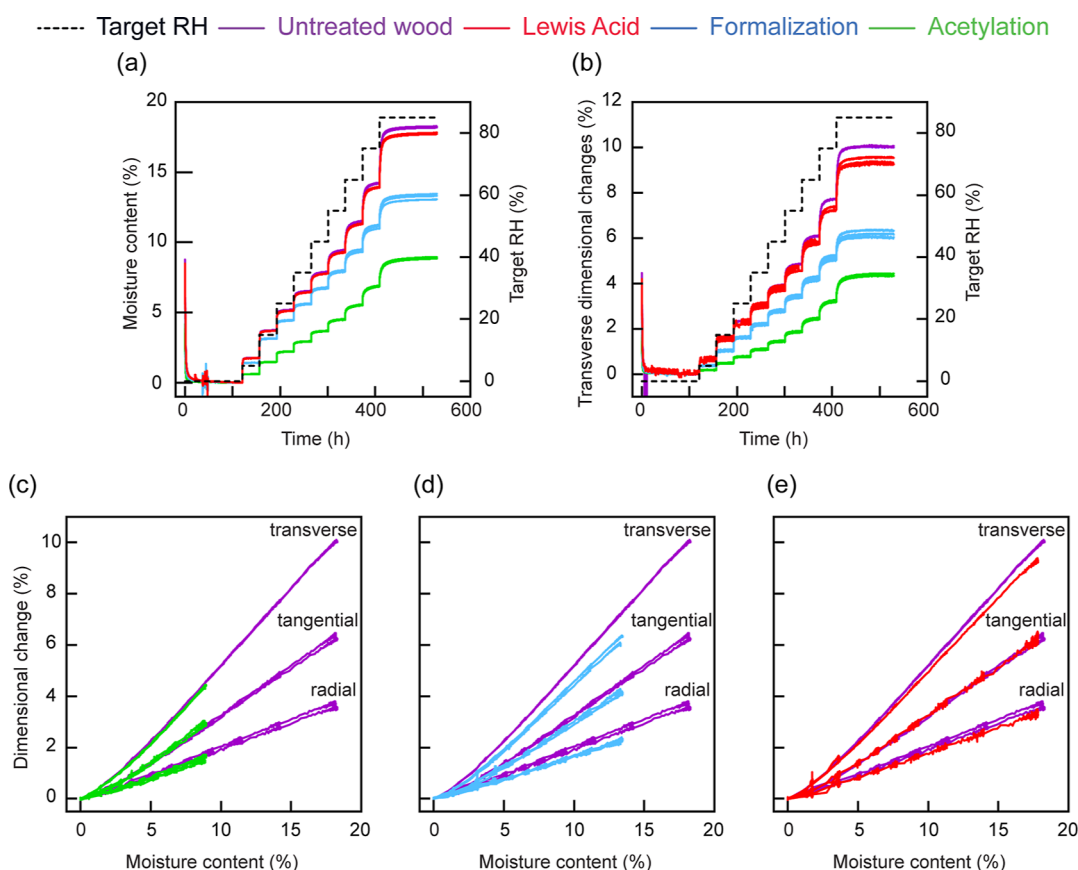 Target RH Untreated wood Lewis Acid Formalization Acetylation
(a)
(b)
20
15
10
5
0
80
60
40
20
0
Moisture content (%)
Target RH (%)
0 200 400 600
Time (h)
12
10
8
6
4
2
0
80
60
40
20
0
Transverse dimensional changes (%)
Target RH (%)
0 200 400 600
Time (h)
(c)
(d)
(e)
10
8
6
4
2
0
Dimensional change (%)
transverse
tangential
radial
0 5 10 15 20
Moisture content (%)
transverse
tangential
radial
0 5 10 15 20
Moisture content (%)
transverse
tangential
radial
0 5 10 15 20
Moisture content (%)